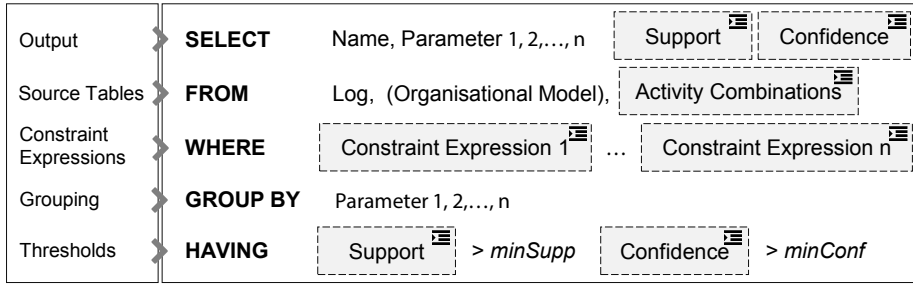 Output SELECT Name, Parameter 1, 2,…, n Support Confidence
Source Tables FROM Log, (Organisational Model), Activity Combinations
Constraint
Expressions WHERE Constraint Expression 1 … Constraint Expression n
Grouping GROUP BY Parameter 1, 2,…, n
Thresholds HAVING Support > minSupp Confidence > minConf